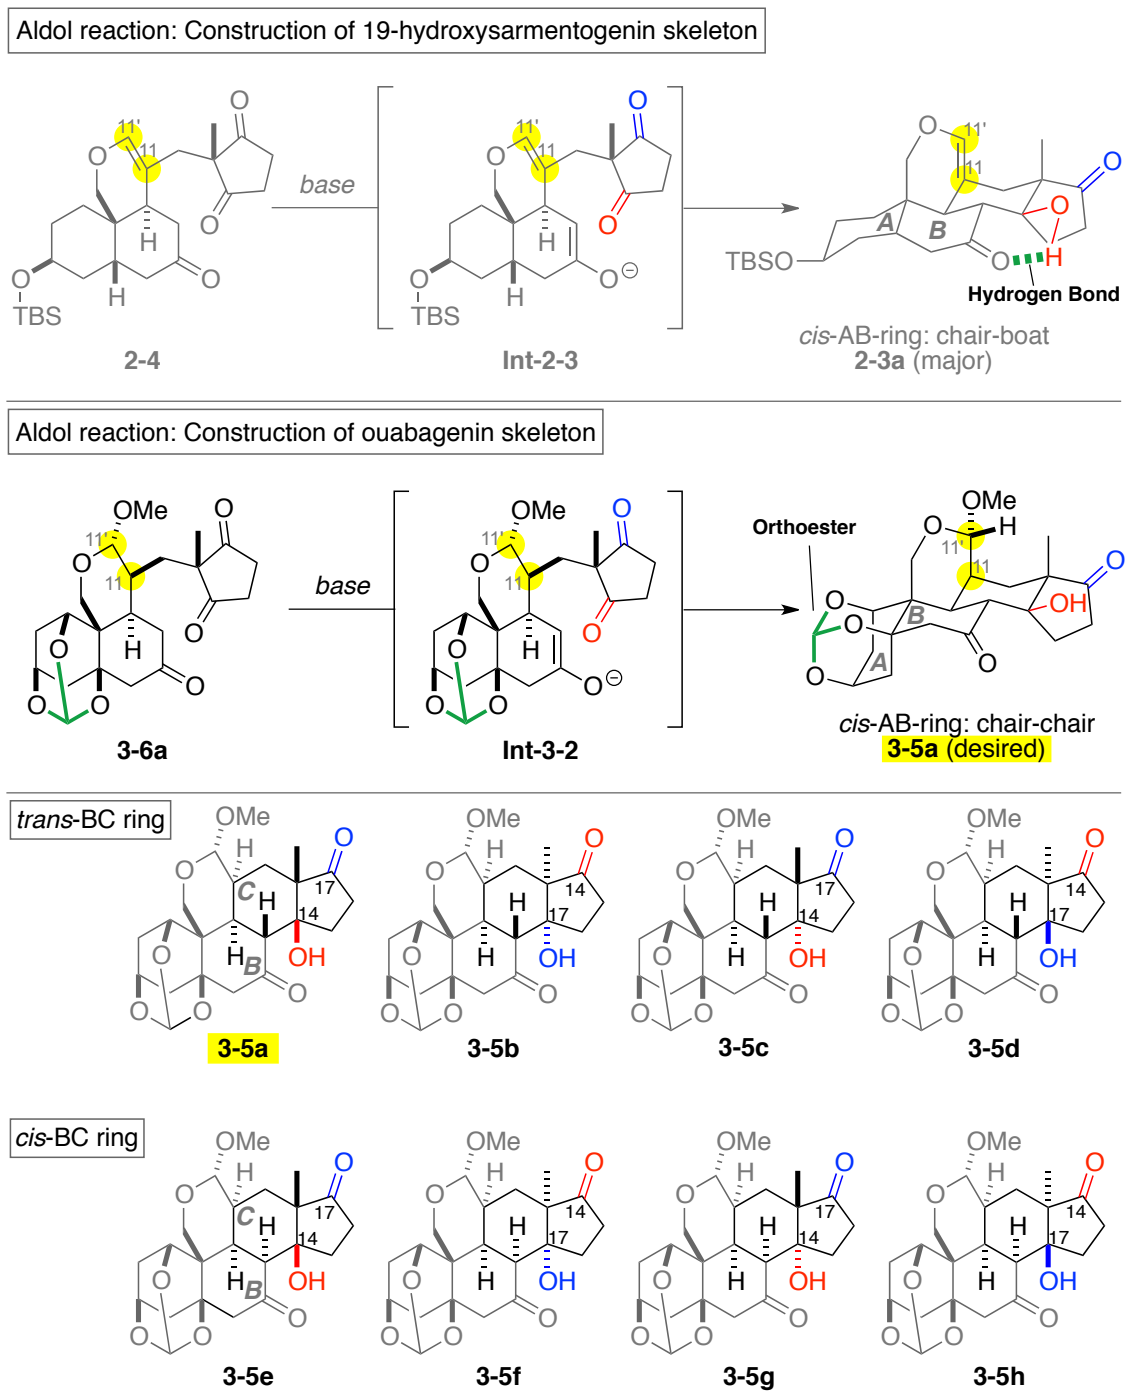 Aldol reaction: Construction of 19-hydroxysarmentogenin skeleton
11'
11
O
O
O
H
O
H
O
TBS
2-4
base
11'
11
O
O
O
H
O⊖
H
O
TBS
Int-2-3
O
11'
11
O
O
H
A
B
O
TBSO
Hydrogen Bond
cis-AB-ring: chair-boat
2-3a (major)
Aldol reaction: Construction of ouabagenin skeleton
OMe
11'
11
O
O
O
O
H
O
O
O
3-6a
base
OMe
11'
11
O
O
O
O
H
O⊖
O
O
Int-3-2
Orthoester
OMe
O
H
11'
11
O
O
O
B
OH
A
O
O
cis-AB-ring: chair-chair
3-5a (desired)
trans-BC ring
OMe
H
O
O
17
C
H
14
O
H
B
OH
O
O
O
3-5a
OMe
H
O
O
14
H
17
O
H
OH
O
O
O
3-5b
OMe
H
O
O
17
H
14
O
H
OH
O
O
O
3-5c
OMe
H
O
O
14
H
17
O
H
OH
O
O
O
3-5d
cis-BC ring
OMe
H
O
O
17
C
H
14
O
H
B
OH
O
O
O
3-5e
OMe
H
O
O
14
H
17
O
H
OH
O
O
O
3-5f
OMe
H
O
O
17
H
14
O
H
OH
O
O
O
3-5g
OMe
H
O
O
14
H
17
O
H
OH
O
O
O
3-5h